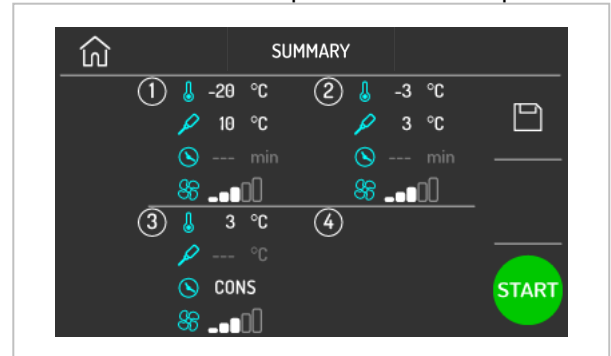 SUMMARY
1 -20 °C 2 -3 °C
10 °C 3 °C
--- min --- min
3 3 °C 4
--- °C
CONS
START